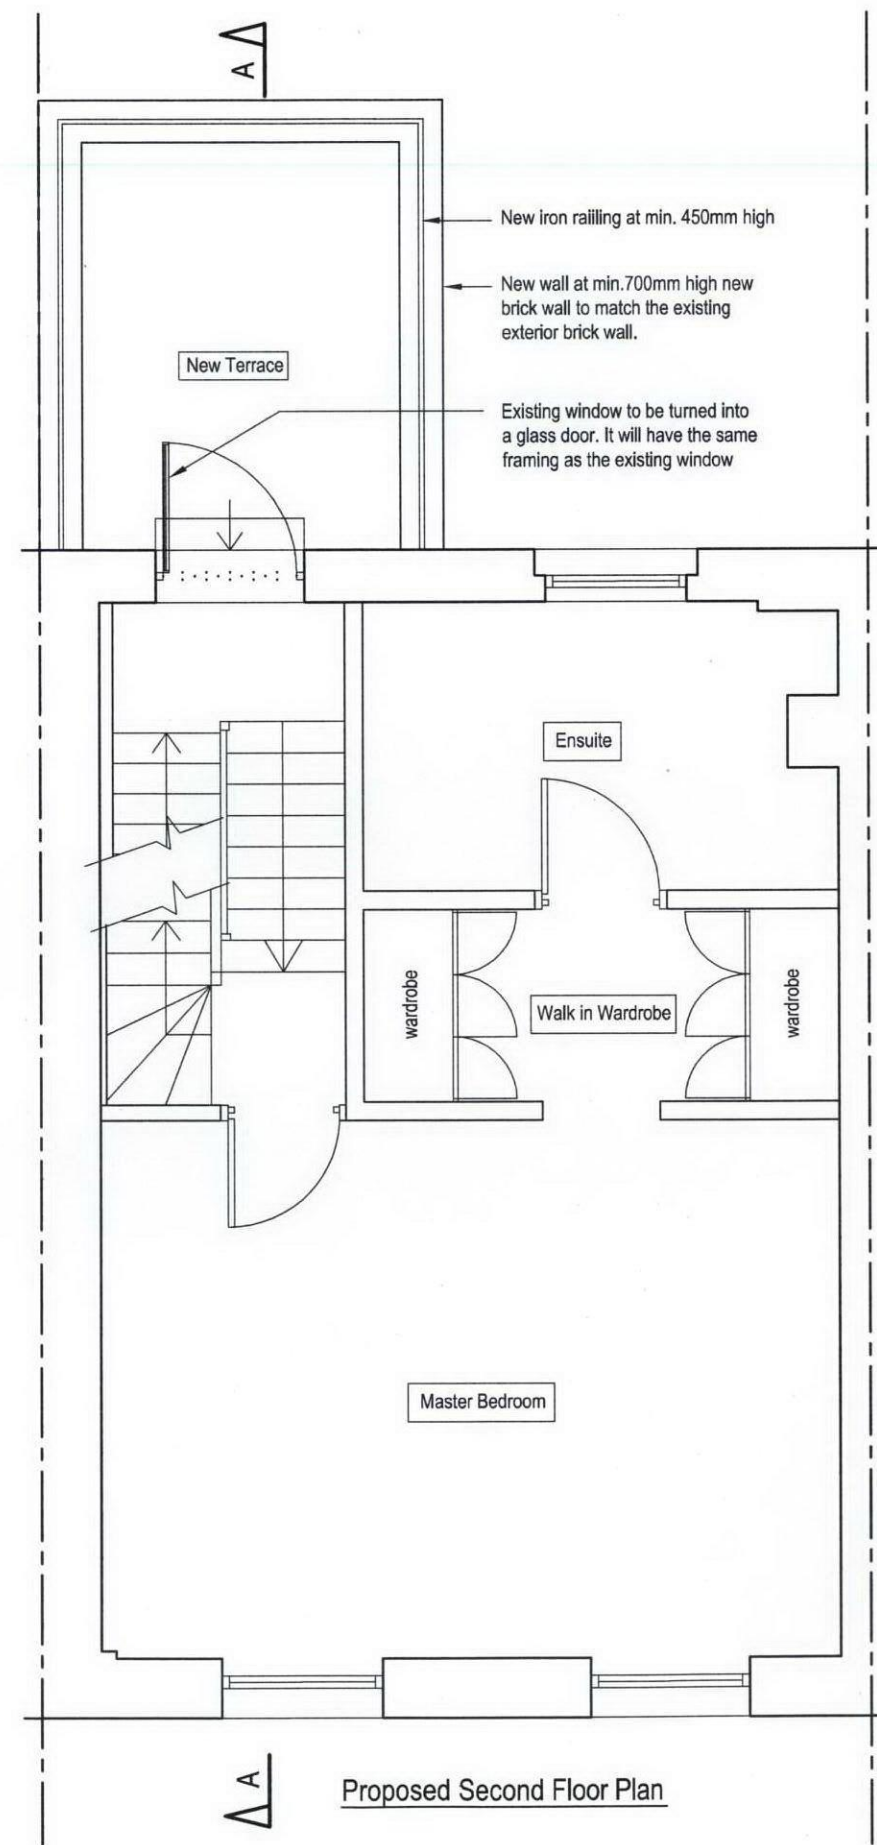 A
New iron raiiling at min. 450mm high
New wall at min.700mm high new
brick wall to match the existing
exterior brick wall.
New Terrace
Existing window to be turned into
a glass door. It will have the same
framing as the existing window
Ensuite
wardrobe
Walk in Wardrobe
wardrobe
Master Bedroom
A
Proposed Second Floor Plan